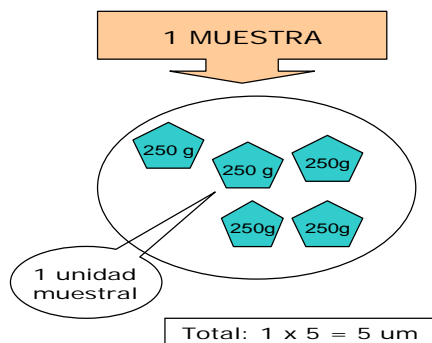 1 MUESTRA
250 g
250 g
250g
250g
250g
1 unidad
muestral
Total: 1 x 5 = 5 um